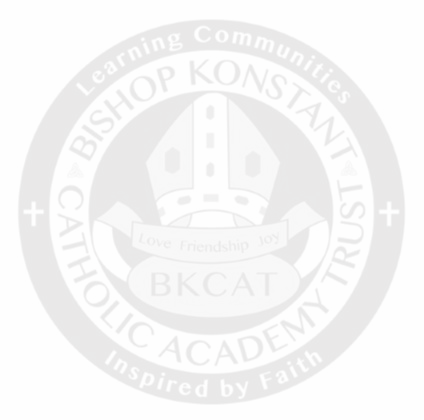 Learning Communities
BISHOP KONSTANT
CATHOLIC ACADEMY TRUST
Love Friendship Joy
BKCAT
Inspired by Faith